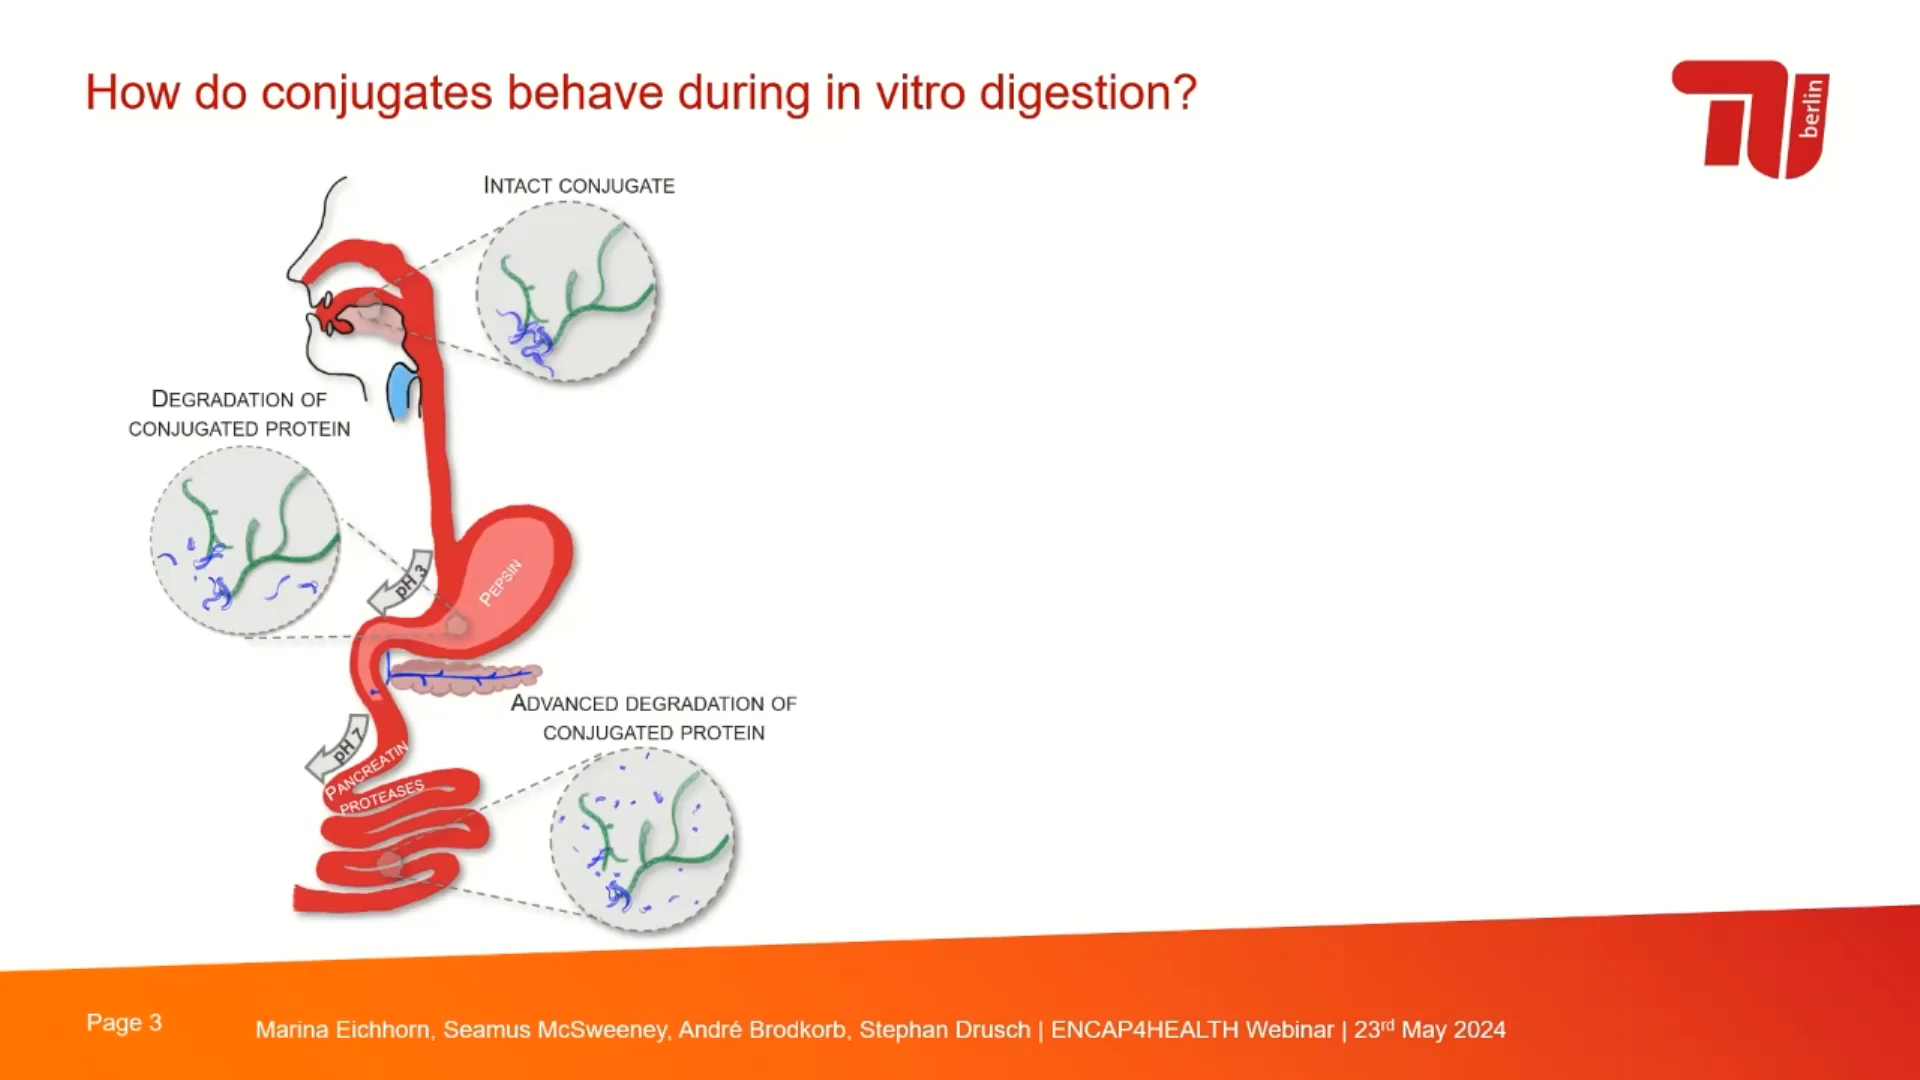 How do conjugates behave during in vitro digestion?
berlin
INTACT CONJUGATE
DEGRADATION OF
CONJUGATED PROTEIN
pH 3
PEPSIN
ADVANCED DEGRADATION OF
CONJUGATED PROTEIN
pH 7
PANCREATIN
PROTEASES
Page 3
Marina Eichhorn, Seamus McSweeney, André Brodkorb, Stephan Drusch | ENCAP4HEALTH Webinar | 23rd May 2024